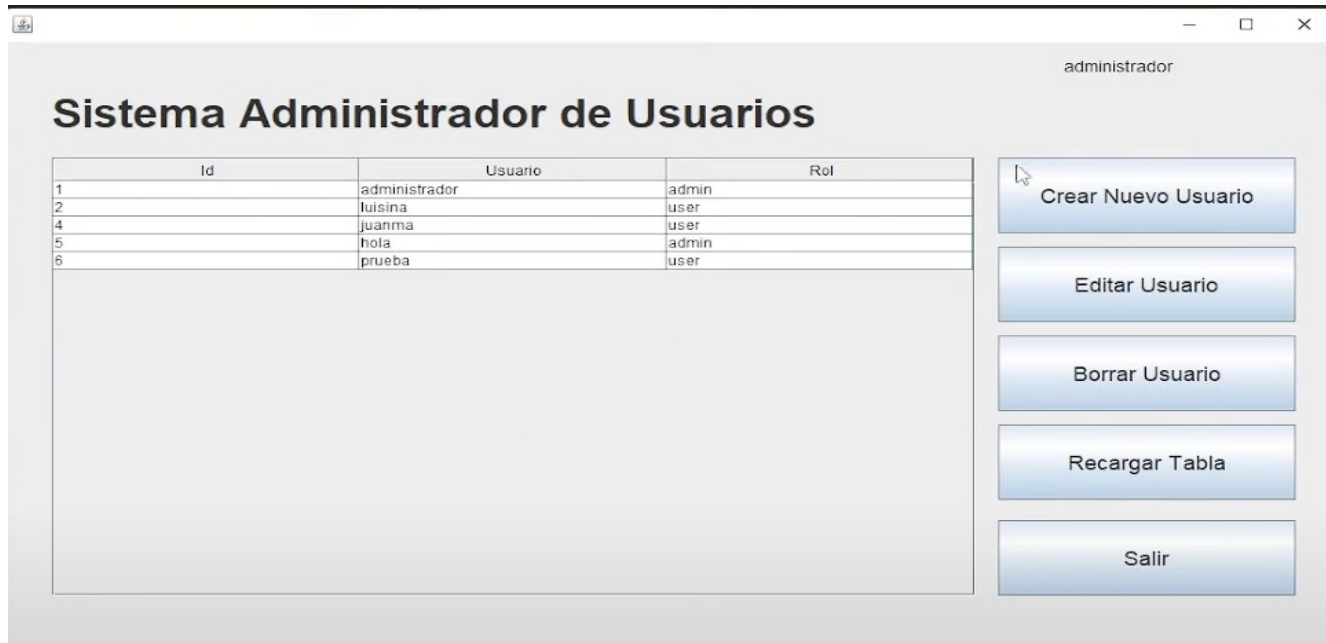 administrador
Sistema Administrador de Usuarios
Id Usuario Rol
1 administrador admin
2 luisina user
4 juanma user
5 hola admin
6 prueba user
Crear Nuevo Usuario
Editar Usuario
Borrar Usuario
Recargar Tabla
Salir